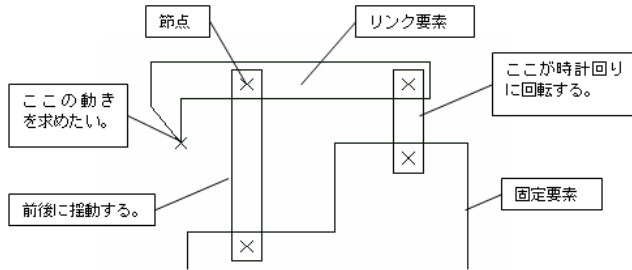 節点
リンク要素
ここの動き
を求めたい。
ここが時計回り
に回転する。
前後に揺動する。
固定要素